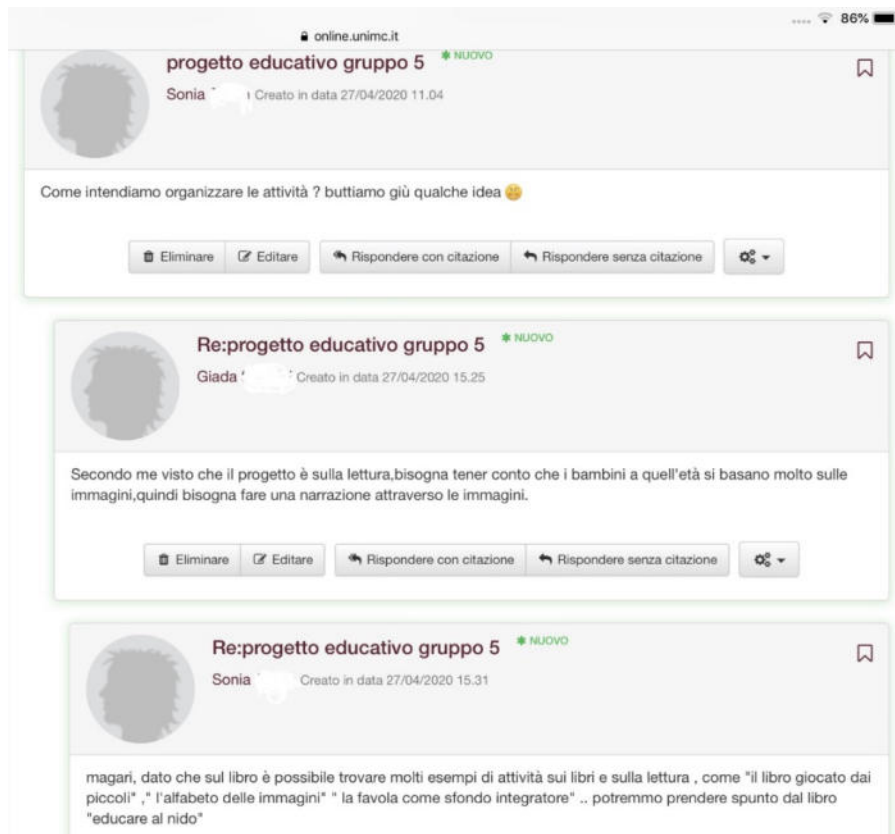 86%
online.unimc.it
progetto educativo gruppo 5 NUOVO
Sonia Creato in data 27/04/2020 11.04
Come intendiamo organizzare le attività ? buttiamo giù qualche idea
Eliminare Editare Rispondere con citazione Rispondere senza citazione
Re:progetto educativo gruppo 5 NUOVO
Giada Creato in data 27/04/2020 15.25
Secondo me visto che il progetto è sulla lettura,bisogna tener conto che i bambini a quell'età si basano molto sulle
immagini,quindi bisogna fare una narrazione attraverso le immagini.
Eliminare Editare Rispondere con citazione Rispondere senza citazione
Re:progetto educativo gruppo 5 NUOVO
Sonia Creato in data 27/04/2020 15.31
magari, dato che sul libro è possibile trovare molti esempi di attività sui libri e sulla lettura , come "il libro giocato dai
piccoli" ," l'alfabeto delle immagini" " la favola come sfondo integratore" .. potremmo prendere spunto dal libro
"educare al nido"